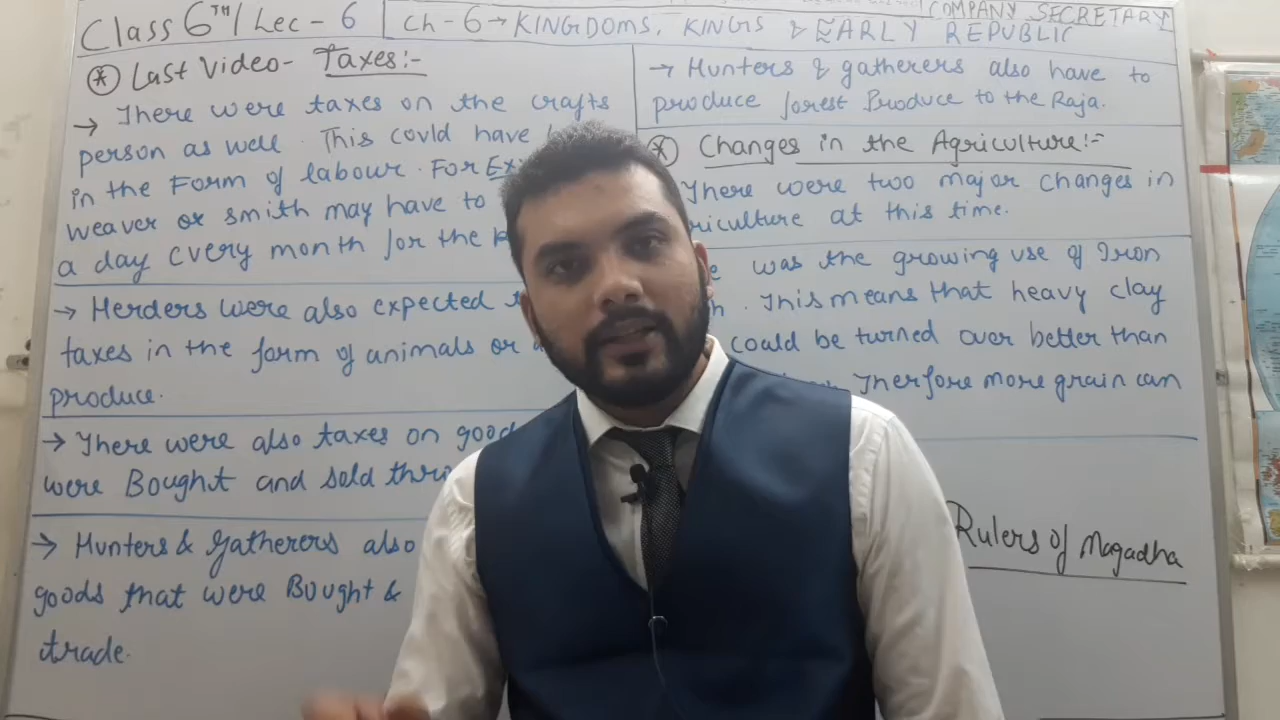 COMPANY SECRETARY
Class 6TH / Lec - 6
Ch - 6 → KINGDOMS, KINGS & EARLY REPUBLIC
* Last Video - Taxes:-
→ There were taxes on the crafts
person as well. This could have
in the Form of labour. For Ex:
weaver or smith may have to
a day every month for the
→ Herders were also expected
taxes in the form of animals or
produce.
→ There were also taxes on
were Bought and sold
→ Hunters & Gatherers also
goods that were Bought &
trade.
→ Hunters & gatherers also have to
produce forest Produce to the Raja.
* Changes in the Agriculture:-
There were two major changes in
at this time.
was the growing use of Iron
. This means that heavy clay
could be turned over better than
Therfore more grain can
Rulers of Magadha